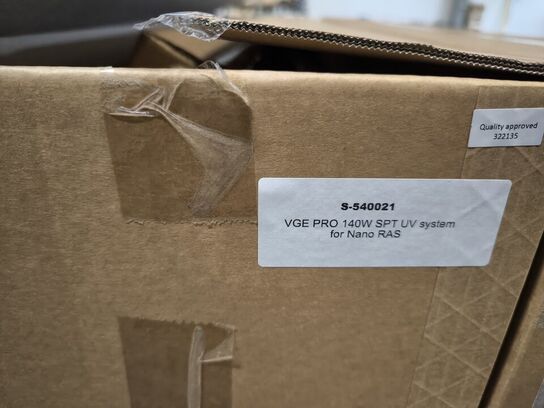 Quality approved
322135
S-540021
VGE PRO 140W SPT UV system
for Nano RAS